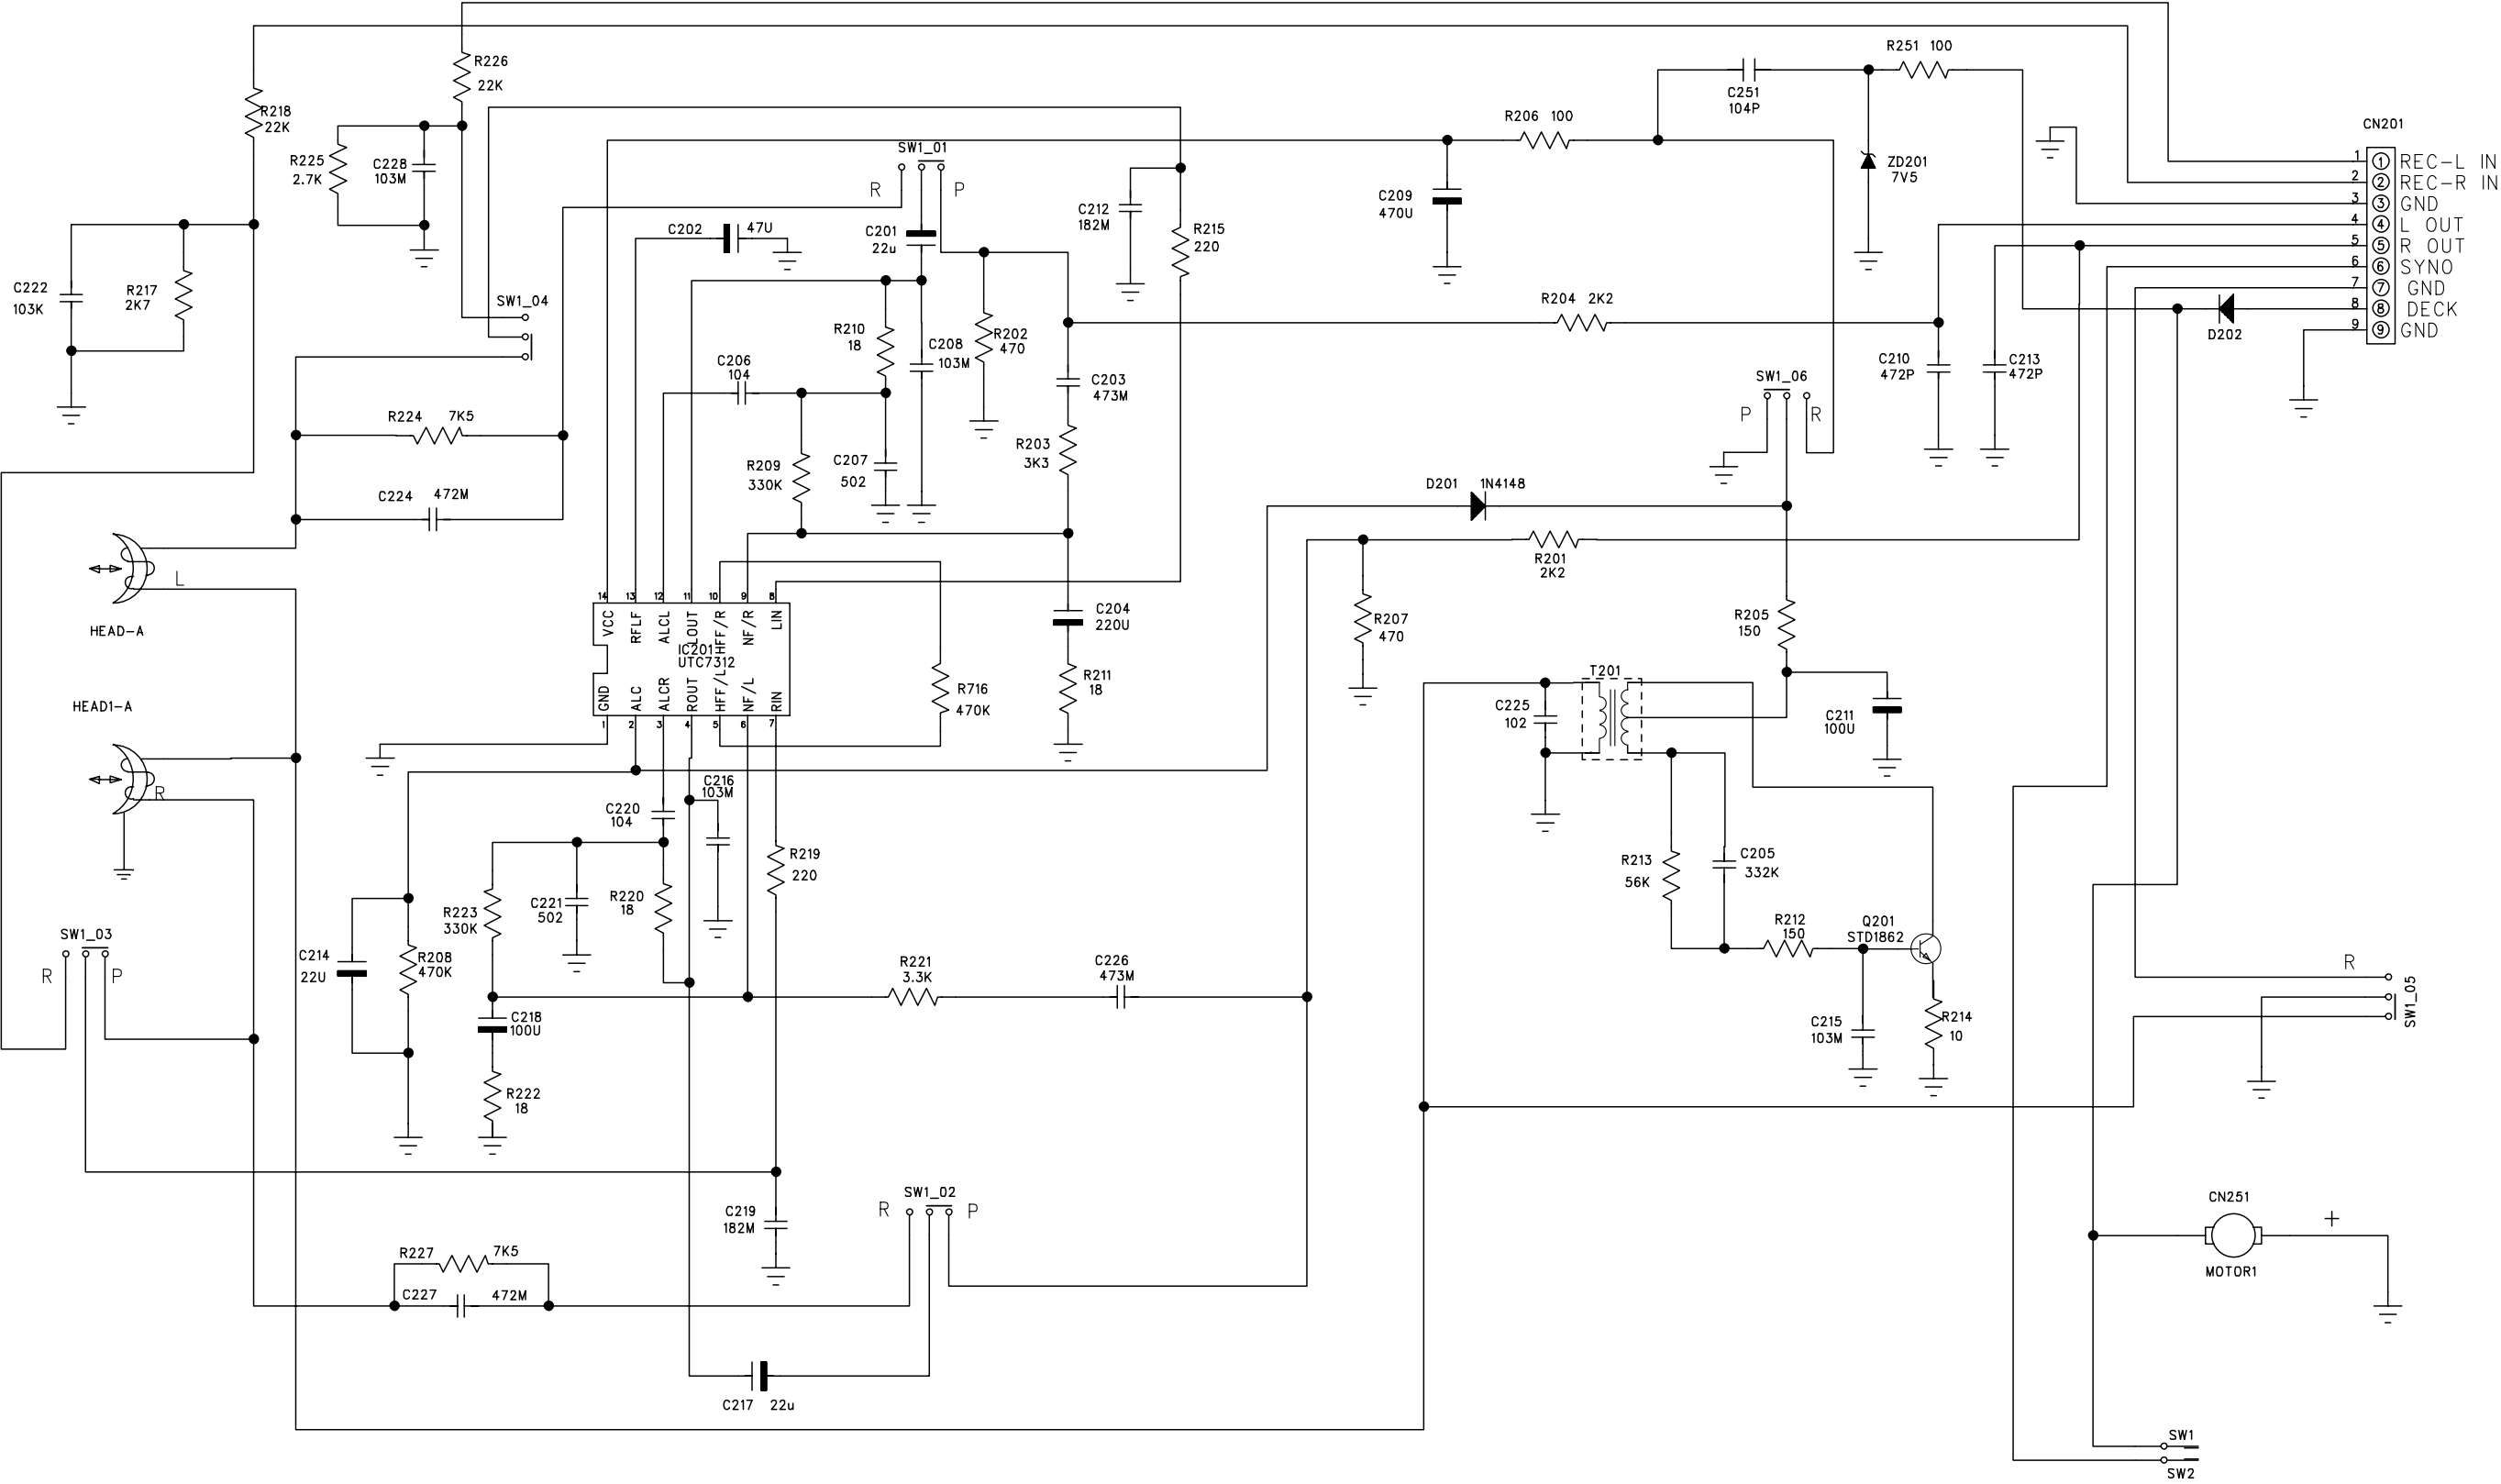 R226
22K
R218
22K
R225
2.7K
C228
103M
C222
103K
R217
2K7
SW1_04
R224 7K5
C224 472M
L
HEAD-A
HEAD1-A
R
SW1_01
R
P
C202 47U
C201
22u
C212
182M
R215
220
R210
18
C206
104
C208
103M
R202
470
R209
330K
C207
502
C203
473M
R203
3K3
C204
220U
R211
18
R206 100
C209
470U
C251
104P
R251 100
ZD201
7V5
R204 2K2
SW1_06
P
R
C210
472P
C213
472P
D202
CN201
1 1 REC-L IN
2 2 REC-R IN
3 3 GND
4 4 L OUT
5 5 R OUT
6 6 SYNO
7 7 GND
8 8 DECK
9 9 GND
D201 1N4148
R201
2K2
R207
470
R205
150
T201
C225
102
C211
100U
14 13 12 11 10 9 8
VCC RFLF ALCL LOUT HFF/R NF/R LIN
IC201
UTC7312
GND ALC ALCR ROUT HFF/L NF/L RIN
1 2 3 4 5 6 7
R716
470K
C216
103M
C220
104
R219
220
R223
330K
C221
502
R220
18
SW1_03
R
P
C214
22U
R208
470K
C218
100U
R222
18
R221
3.3K
C226
473M
R213
56K
C205
332K
R212
150
Q201
STD1862
C215
103M
R214
10
R
SW1_05
C219
182M
SW1_02
R
P
R227 7K5
C227 472M
C217 22u
CN251
+
MOTOR1
SW1
SW2